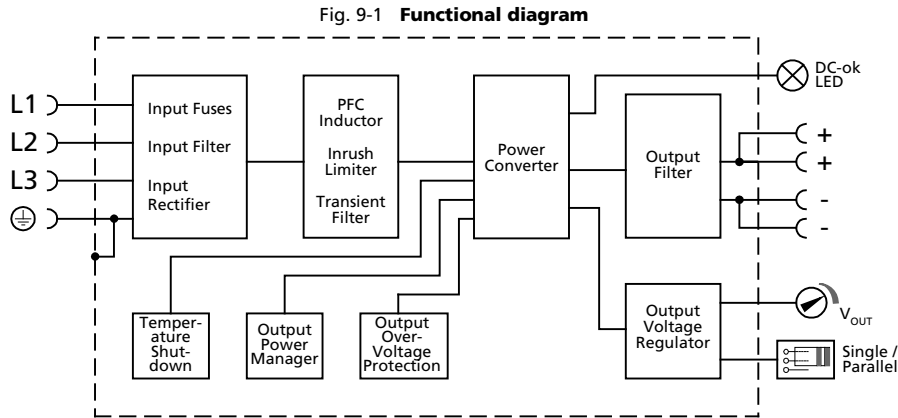 Fig. 9-1 Functional diagram
L1
L2
L3
Input Fuses
Input Filter
Input
Rectifier
PFC
Inductor
Inrush
Limiter
Transient
Filter
Power
Converter
Output
Filter
DC-ok
LED
+
+
-
-
Temper-
ature
Shut-
down
Output
Power
Manager
Output
Over-
Voltage
Protection
Output
Voltage
Regulator
VOUT
Single /
Parallel